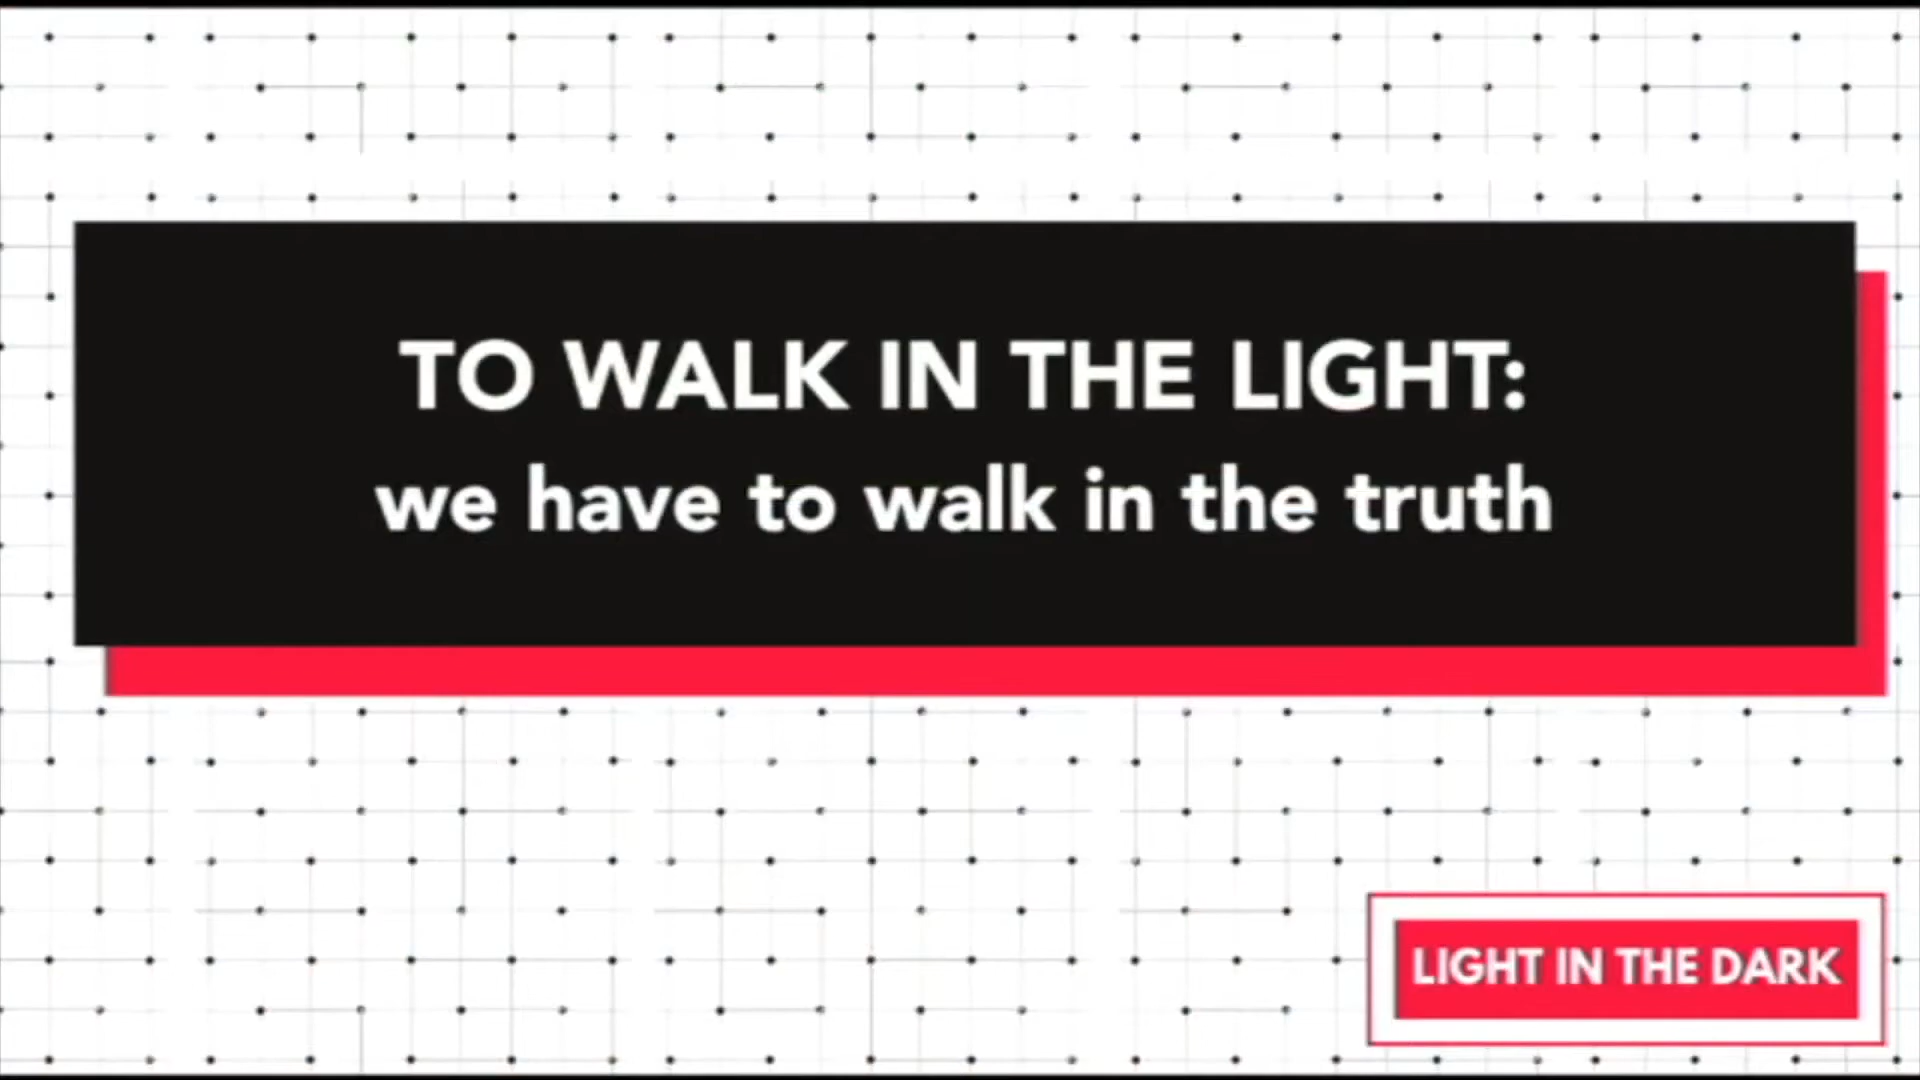 TO WALK IN THE LIGHT:
we have to walk in the truth
LIGHT IN THE DARK